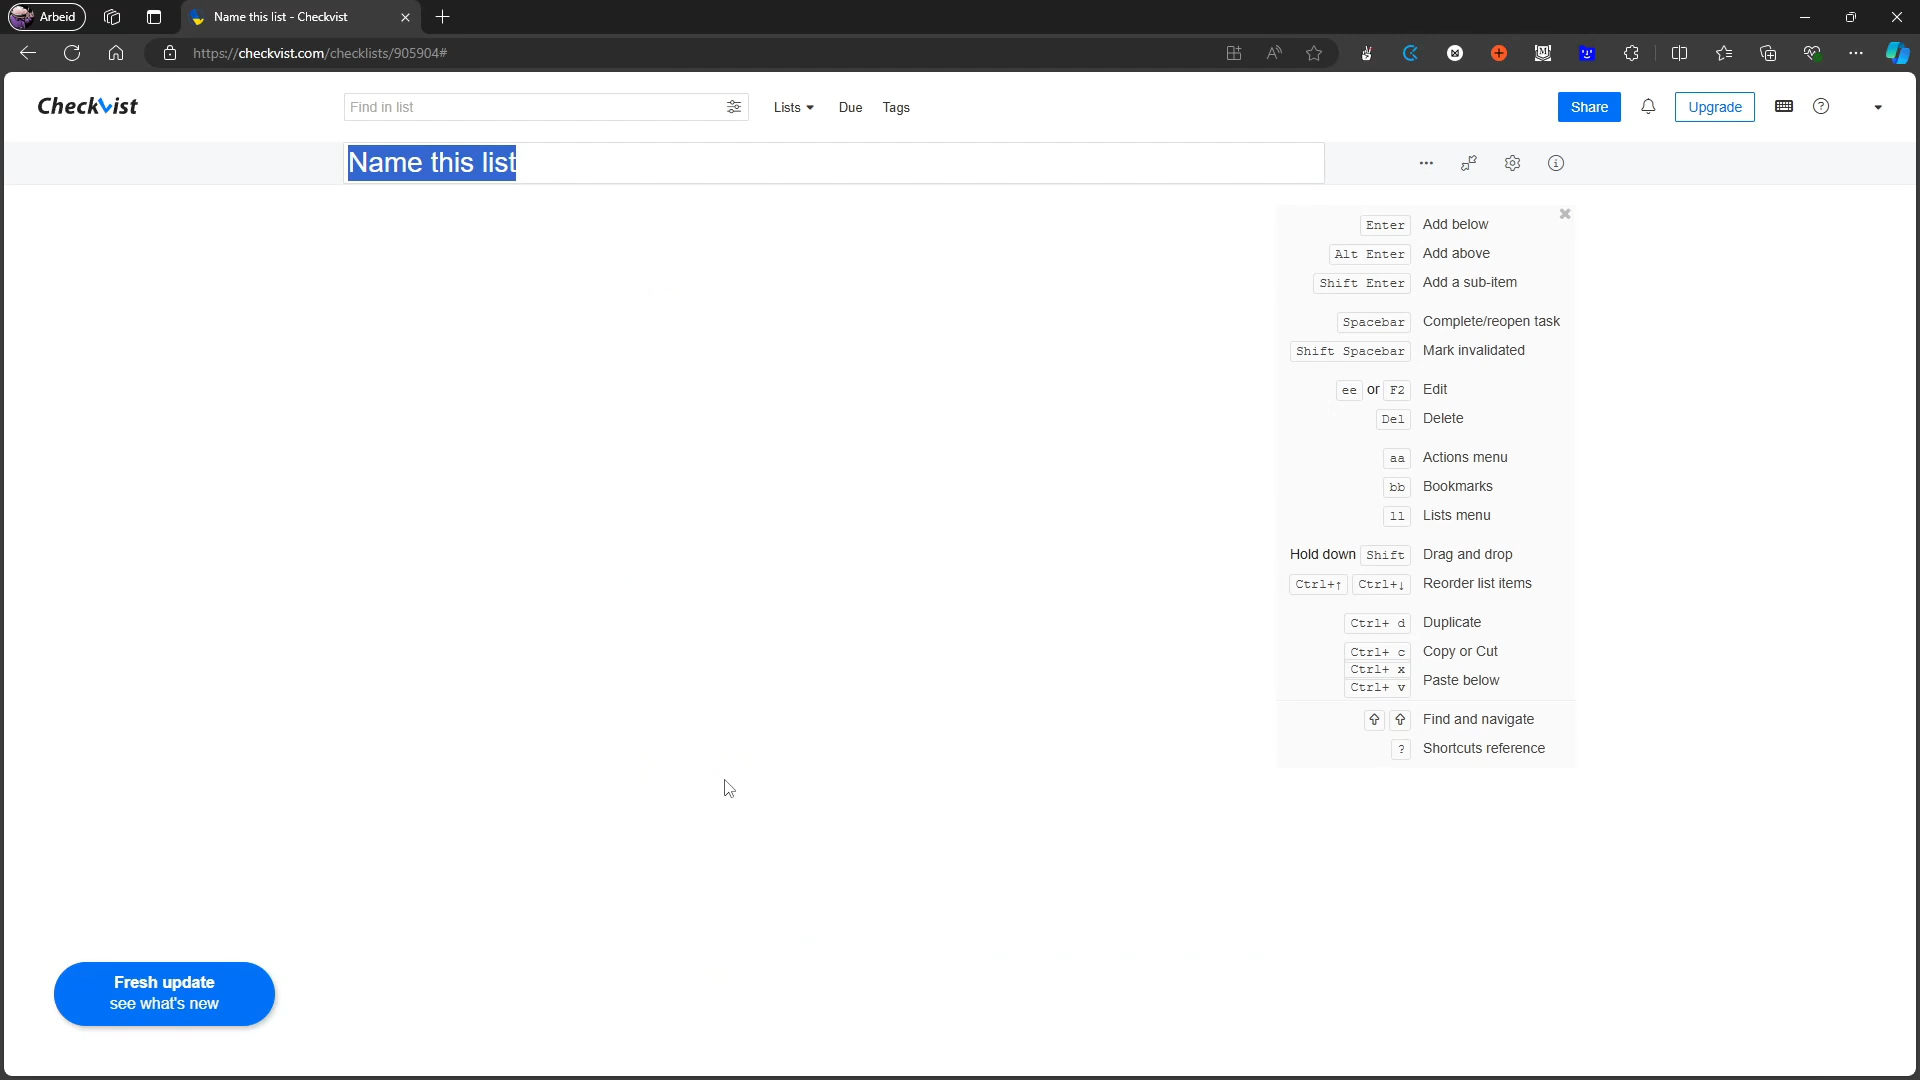 Arbeid
Name this list - Checkvist
https://checkvist.com/checklists/905904#
Checkvist
Find in list
Lists
Due
Tags
Share
Upgrade
Name this list
Enter Add below
Alt Enter Add above
Shift Enter Add a sub-item
Spacebar Complete/reopen task
Shift Spacebar Mark invalidated
ee or F2 Edit
Del Delete
aa Actions menu
bb Bookmarks
ll Lists menu
Hold down Shift Drag and drop
Ctrl+↑ Ctrl+↓ Reorder list items
Ctrl+ d Duplicate
Ctrl+ c Copy or Cut
Ctrl+ x
Ctrl+ v Paste below
⇧ ⇧ Find and navigate
? Shortcuts reference
Fresh update
see what's new